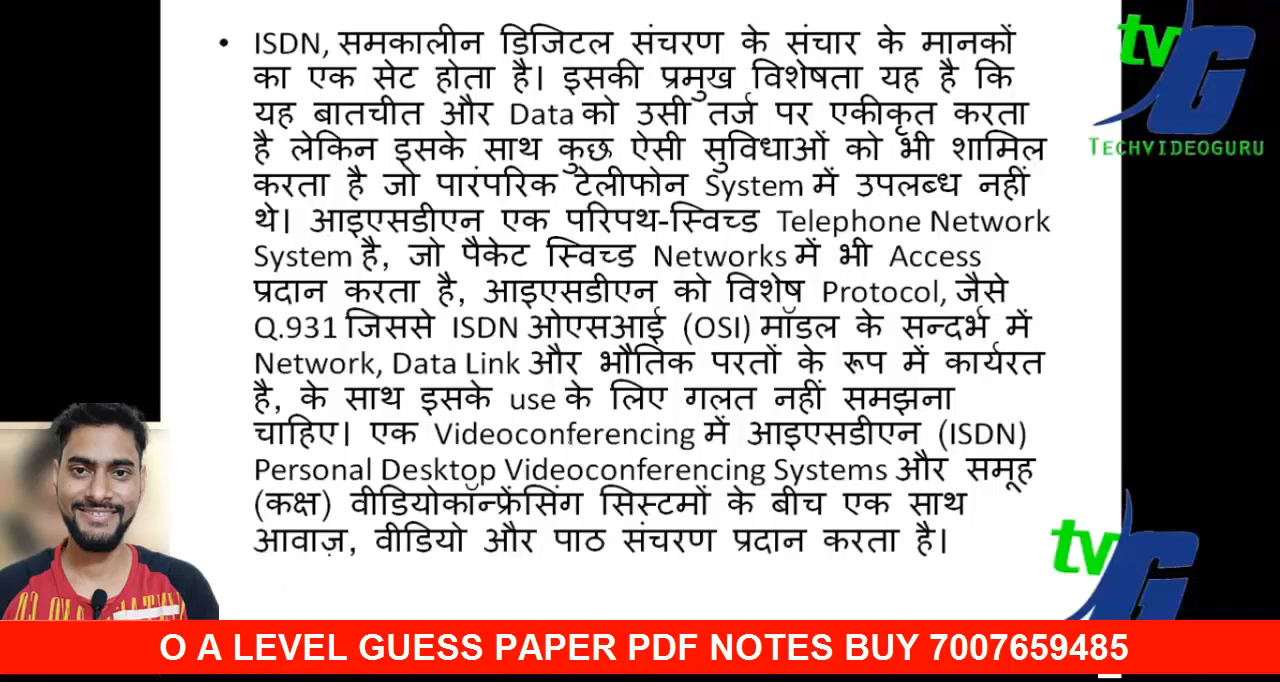 • ISDN, समकालीन डिजिटल संचरण के संचार के मानकों
का एक सेट होता है। इसकी प्रमुख विशेषता यह है कि
यह बातचीत और Data को उसी तर्ज पर एकीकृत करता
है लेकिन इसके साथ कुछ ऐसी सुविधाओं को भी शामिल
करता है जो पारंपरिक टेलीफोन System में उपलब्ध नहीं
थे। आइएसडीएन एक परिपथ-स्विच्ड Telephone Network
System है, जो पैकेट स्विच्ड Networks में भी Access
प्रदान करता है, आइएसडीएन को विशेष Protocol, जैसे
Q.931 जिससे ISDN ओएसआई (OSI) मॉडल के सन्दर्भ में
Network, Data Link और भौतिक परतों के रूप में कार्यरत
है, के साथ इसके use के लिए गलत नहीं समझना
चाहिए। एक Videoconferencing में आइएसडीएन (ISDN)
Personal Desktop Videoconferencing Systems और समूह
(कक्ष) वीडियोकॉन्फ्रेंसिंग सिस्टमों के बीच एक साथ
आवाज़, वीडियो और पाठ संचरण प्रदान करता है।
tvG
TECHVIDEOGURU
tvG
O A LEVEL GUESS PAPER PDF NOTES BUY 7007659485